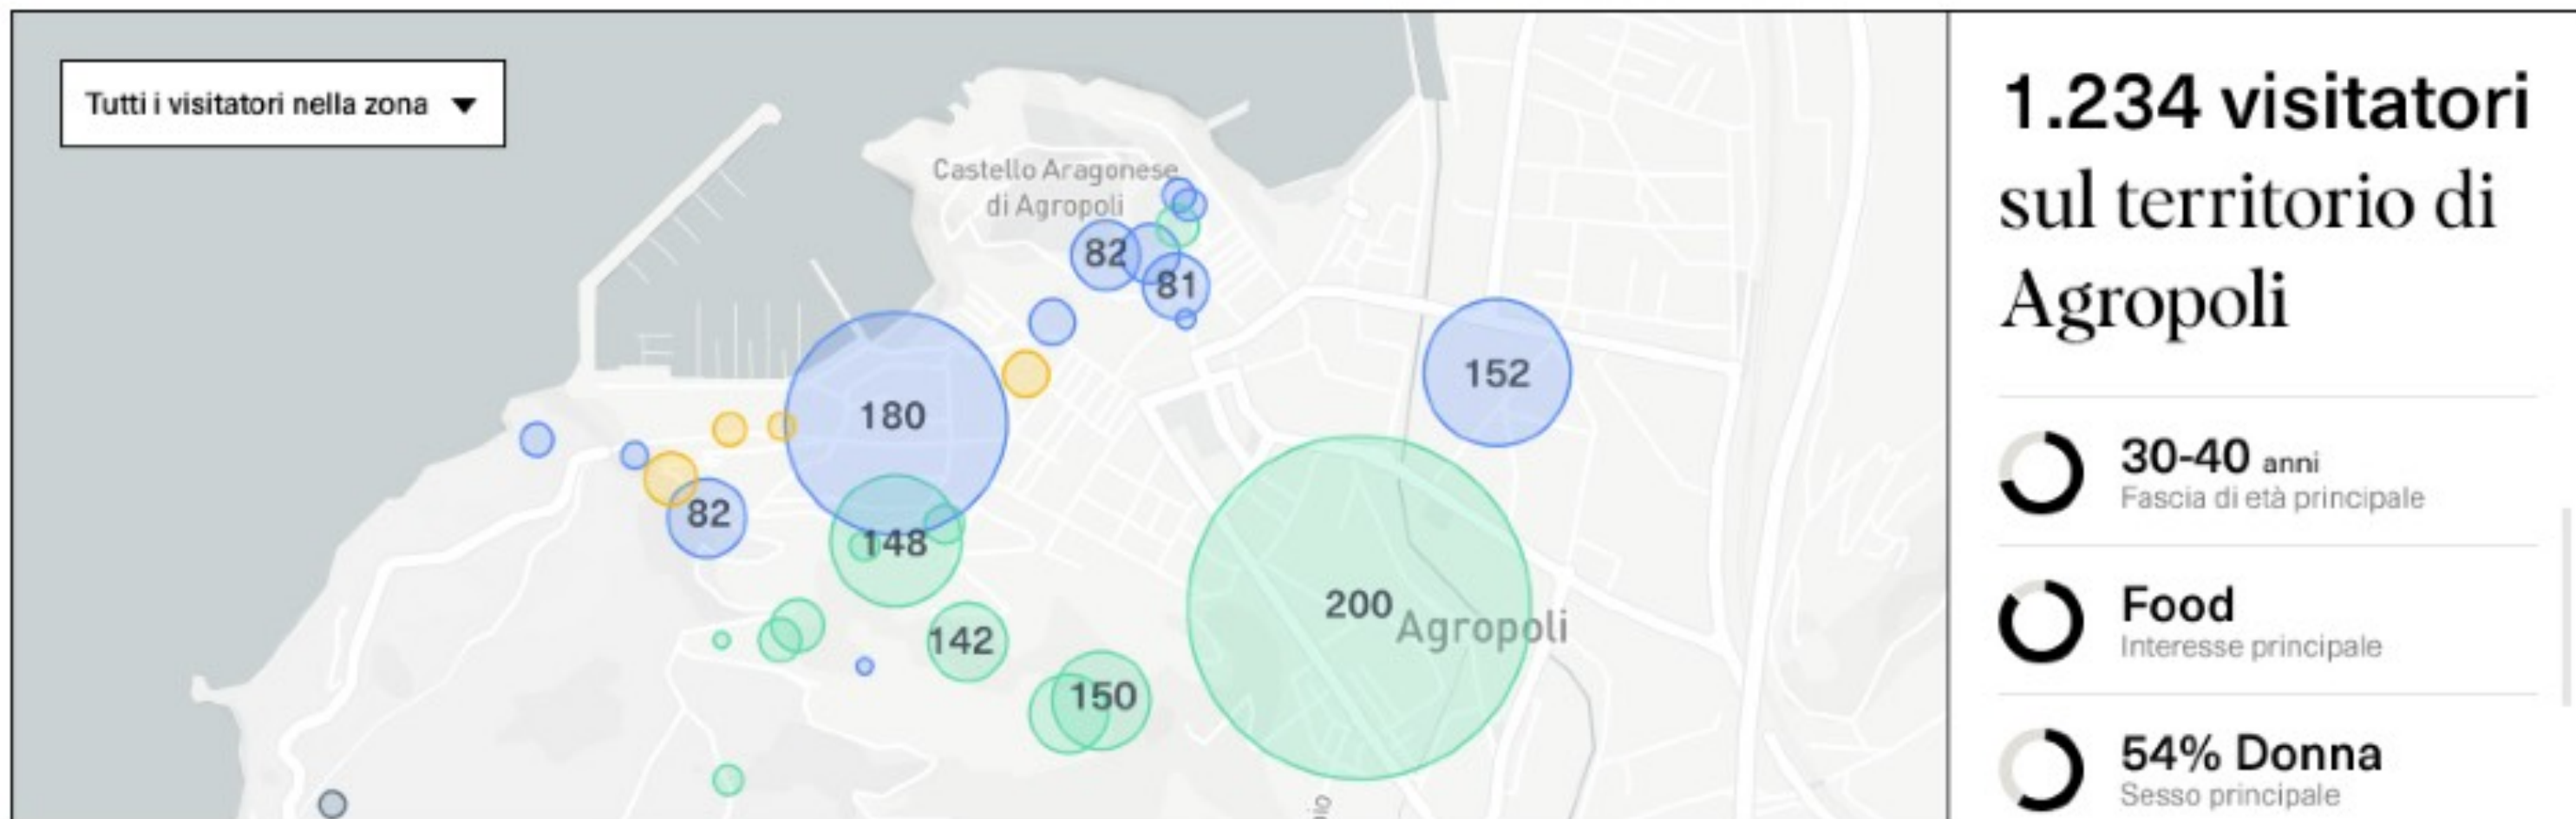 Tutti i visitatori nella zona
Castello Aragonese
di Agropoli
82
81
180
152
82
148
200
Agropoli
142
150
1.234 visitatori
sul territorio di
Agropoli
30-40 anni
Fascia di età principale
Food
Interesse principale
54% Donna
Sesso principale